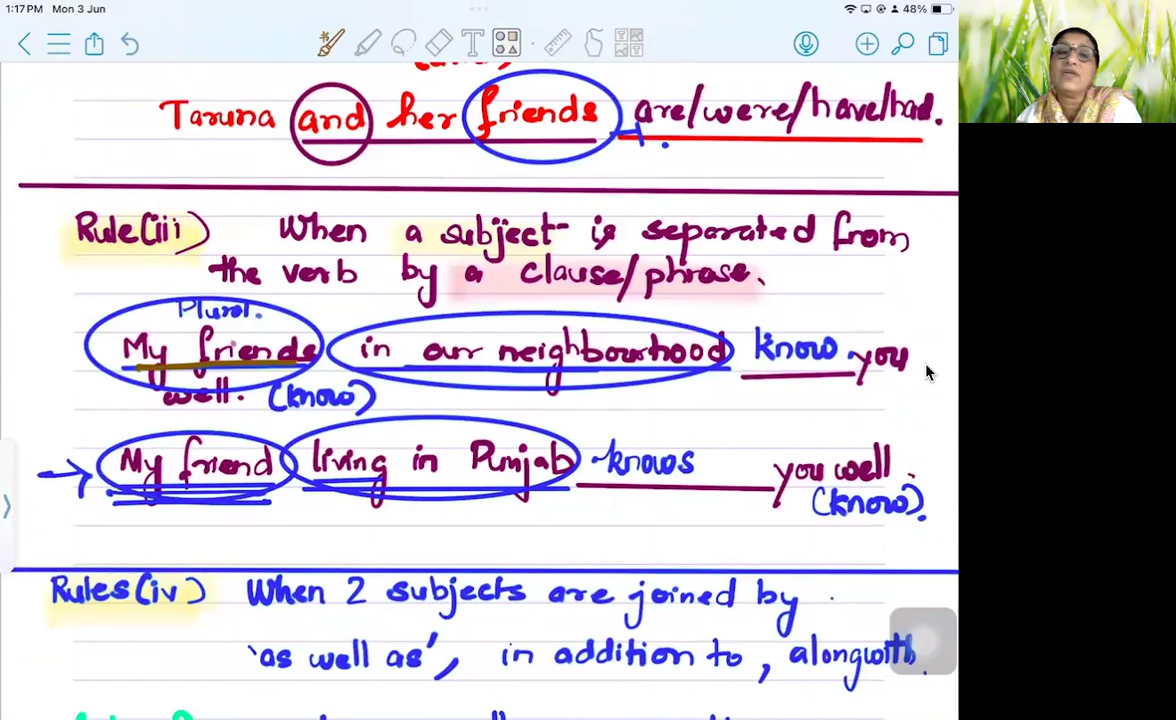 1:17 PM Mon 3 Jun
48%
Taruna and her friends are/were/have/had.
Rule(iii) When a subject is separated from
the verb by a clause/phrase.
Plural.
My friends in our neighbourhood know you
well. (know)
My friend living in Punjab knows you well.
(know).
Rules(iv) When 2 subjects are joined by
'as well as', in addition to, alongwith